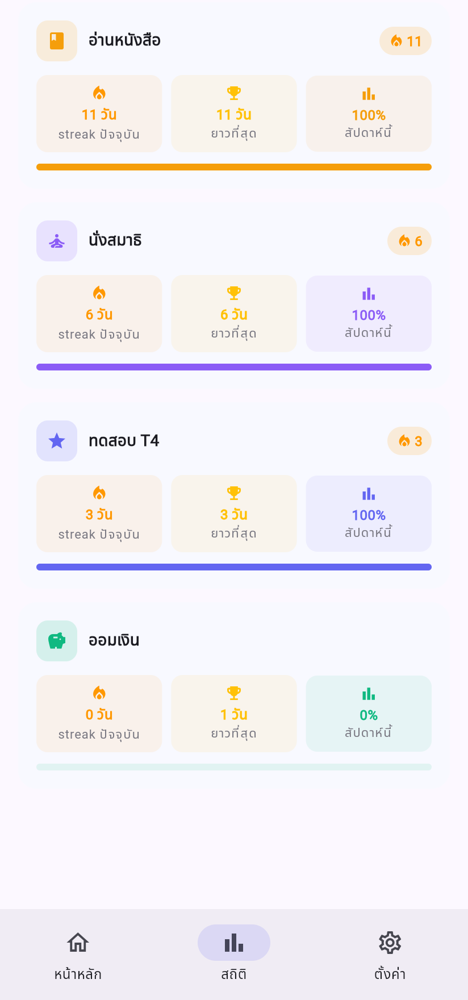 อ่านหนังสือ
11
11 วัน
streak ปัจจุบัน
11 วัน
ยาวที่สุด
100%
สัปดาห์นี้
นั่งสมาธิ
6
6 วัน
streak ปัจจุบัน
6 วัน
ยาวที่สุด
100%
สัปดาห์นี้
ทดสอบ T4
3
3 วัน
streak ปัจจุบัน
3 วัน
ยาวที่สุด
100%
สัปดาห์นี้
ออมเงิน
0 วัน
streak ปัจจุบัน
1 วัน
ยาวที่สุด
0%
สัปดาห์นี้
หน้าหลัก
สถิติ
ตั้งค่า